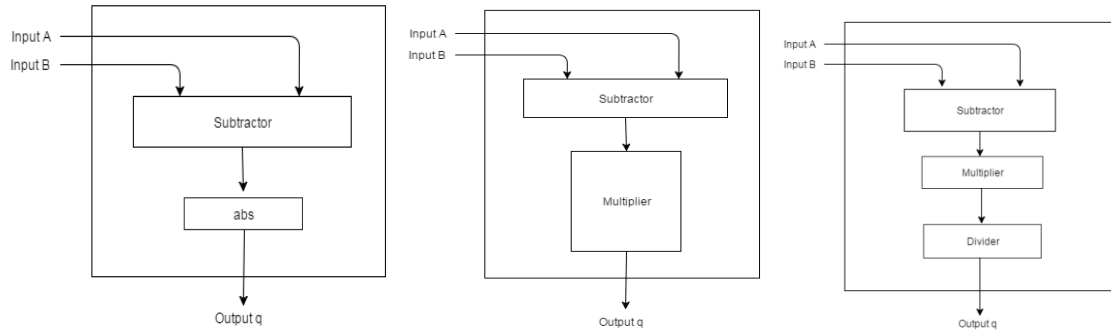 Input A
Input B
Subtractor
abs
Output q
Input A
Input B
Subtractor
Multiplier
Output q
Input A
Input B
Subtractor
Multiplier
Divider
Output q